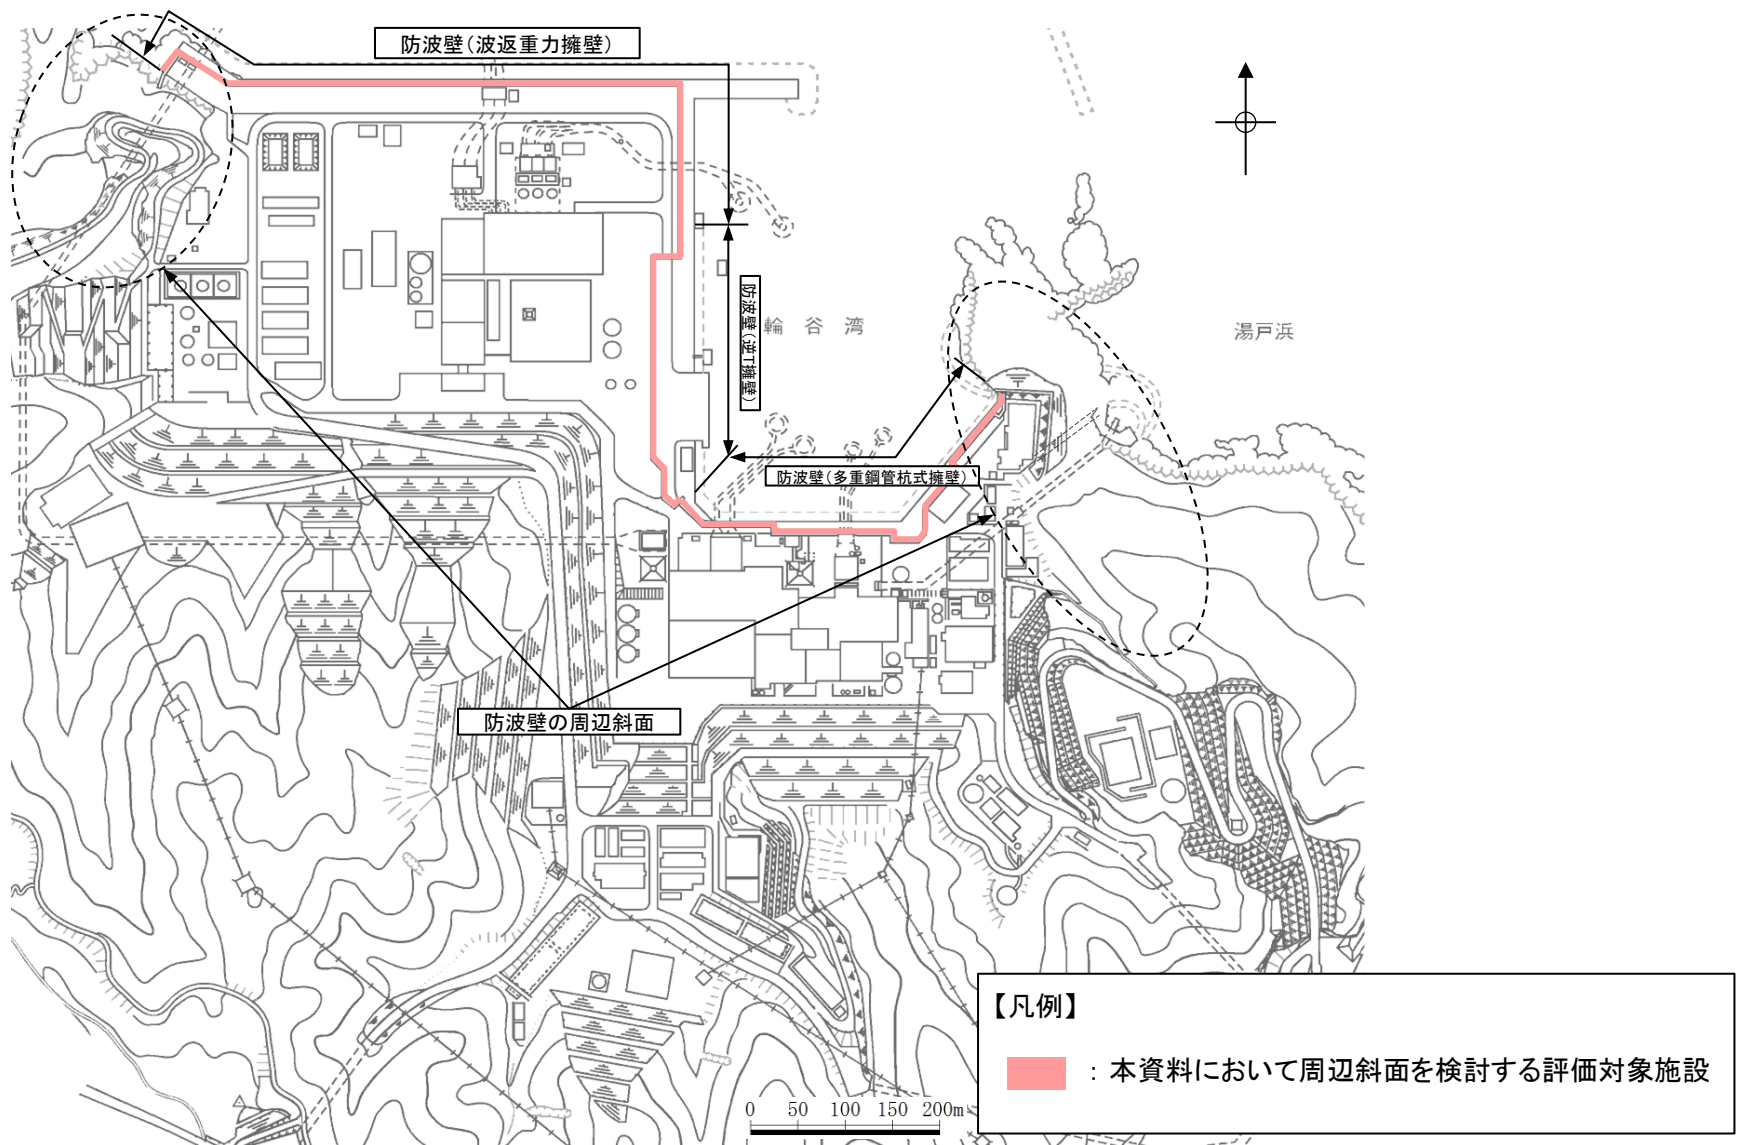 防波壁(波返重力擁壁)
防波壁(逆T擁壁)
輪谷湾
湯戸浜
防波壁(多重鋼管杭式擁壁)
防波壁の周辺斜面
【凡例】
：本資料において周辺斜面を検討する評価対象施設
0 50 100 150 200m